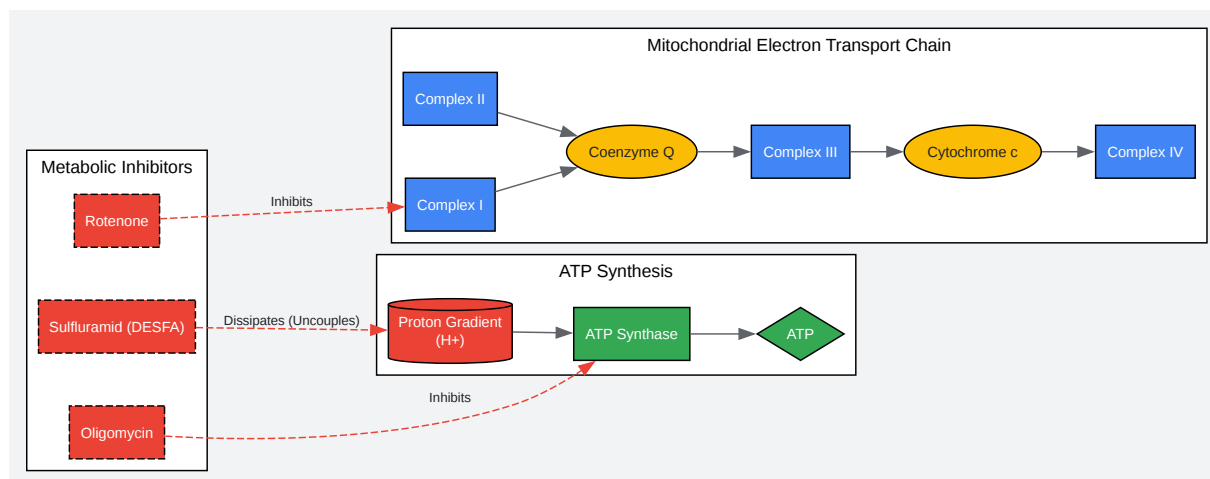 Mitochondrial Electron Transport Chain
Complex II
Coenzyme Q
Complex III
Cytochrome c
Complex IV
Complex I
Metabolic Inhibitors
Rotenone
Inhibits
ATP Synthesis
Sulfluramid (DESFA)
Dissipates (Uncouples)
Proton Gradient
(H+)
ATP Synthase
ATP
Inhibits
Oligomycin